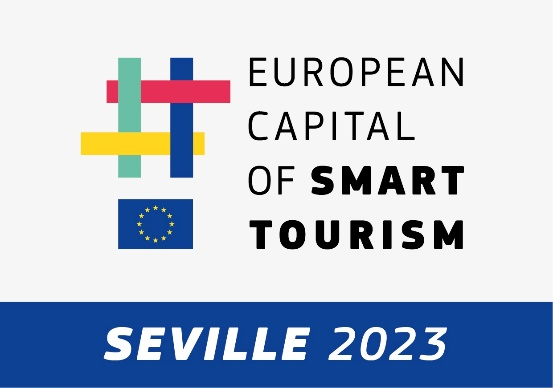 EUROPEAN
CAPITAL
OF SMART
TOURISM
SEVILLE 2023